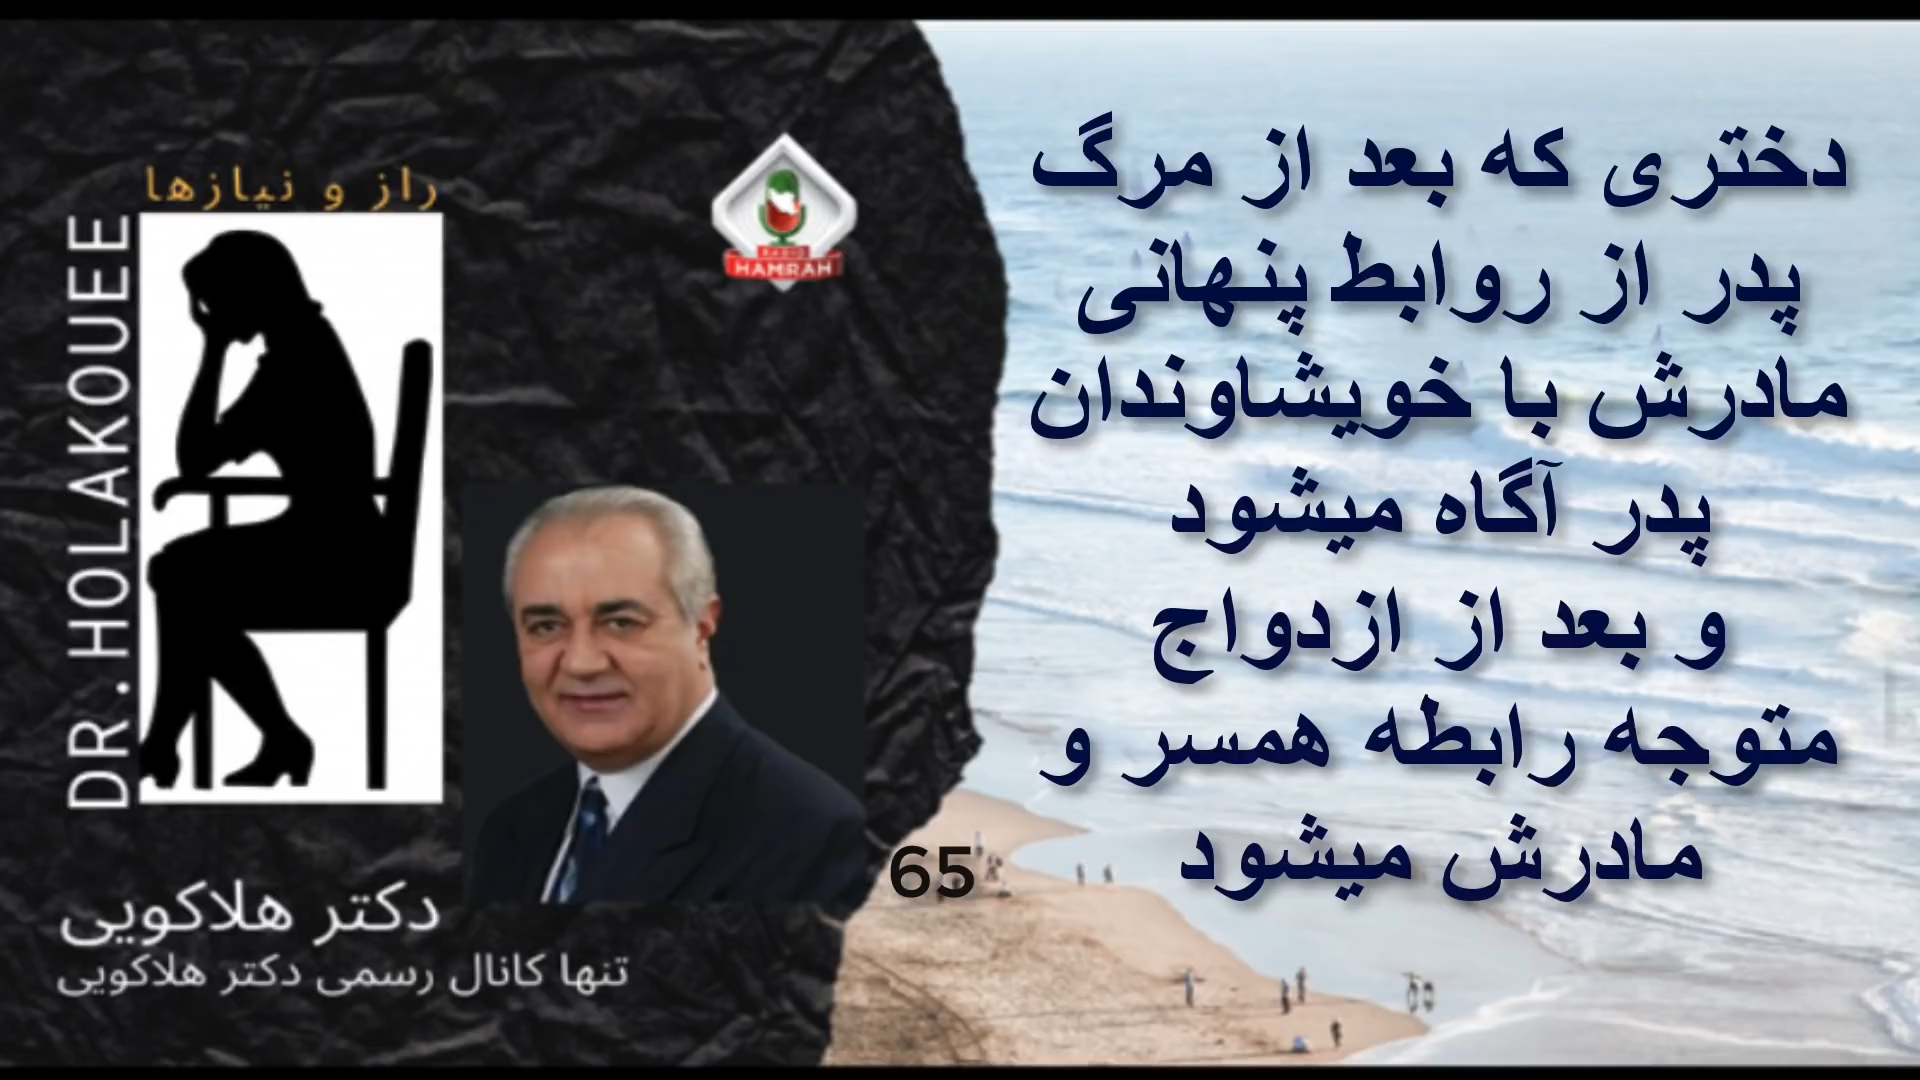 راز و نیازها
DR. HOLAKOUEE
RADIO
HAMRAH
دختری که بعد از مرگ
پدر از روابط پنهانی
مادرش با خویشاوندان
پدر آگاه میشود
و بعد از ازدواج
متوجه رابطه همسر و
مادرش میشود
65
دکتر هلاکویی
تنها کانال رسمی دکتر هلاکویی